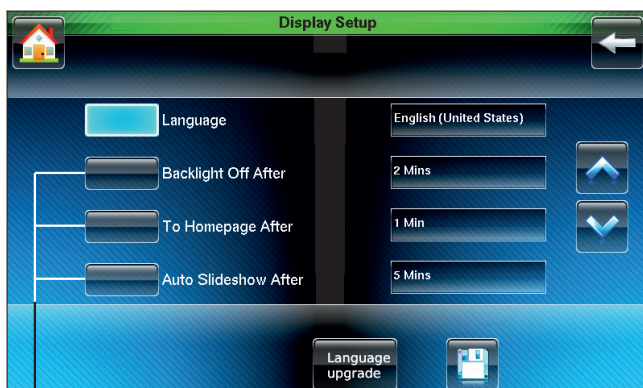 Display Setup
Language
English (United States)
Backlight Off After
2 Mins
To Homepage After
1 Min
Auto Slideshow After
5 Mins
Language
upgrade